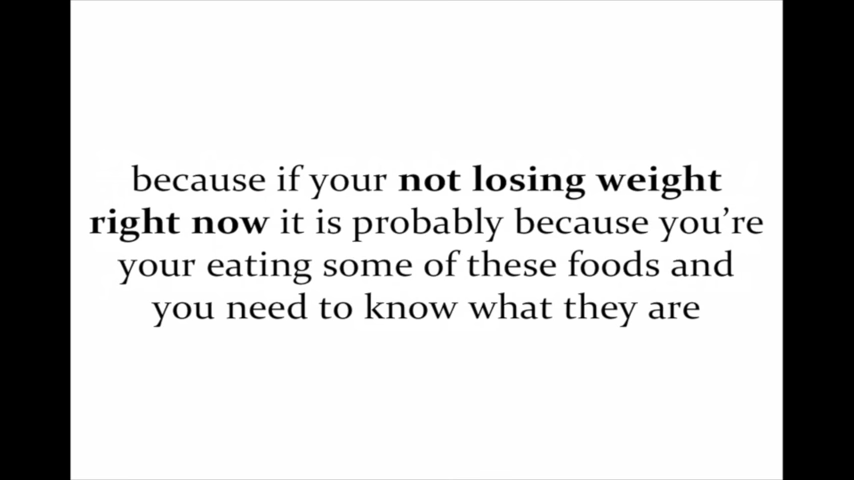 because if your not losing weight
right now it is probably because you’re
your eating some of these foods and
you need to know what they are